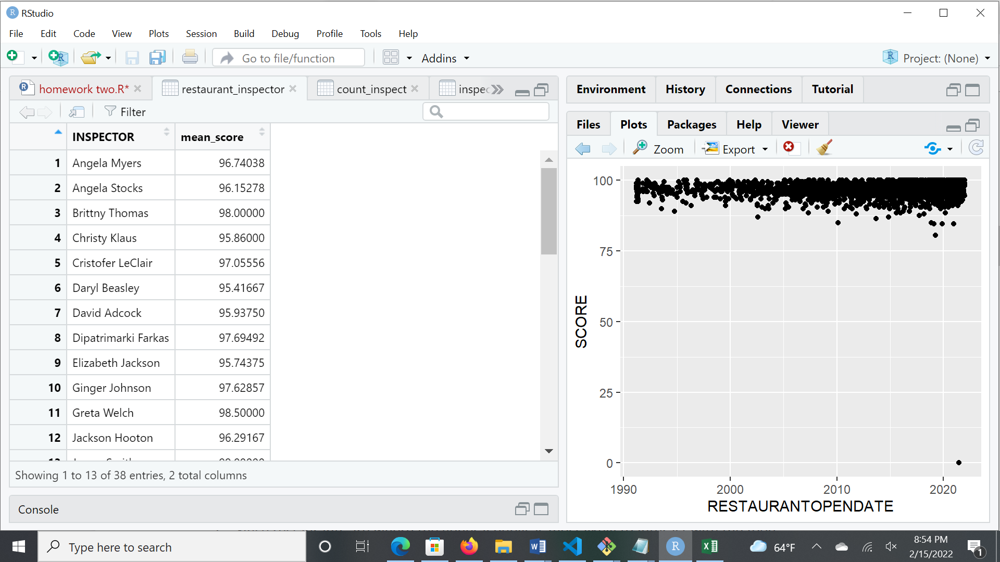 RStudio
File Edit Code View Plots Session Build Debug Profile Tools Help
Go to file/function
Addins
Project: (None)
homework two.R*
restaurant_inspector
count_inspect
inspec
Filter
INSPECTOR mean_score
1 Angela Myers 96.74038
2 Angela Stocks 96.15278
3 Brittny Thomas 98.00000
4 Christy Klaus 95.86000
5 Cristofer LeClair 97.05556
6 Daryl Beasley 95.41667
7 David Adcock 95.93750
8 Dipatrimarki Farkas 97.69492
9 Elizabeth Jackson 95.74375
10 Ginger Johnson 97.62857
11 Greta Welch 98.50000
12 Jackson Hooton 96.29167
Showing 1 to 13 of 38 entries, 2 total columns
Console
Environment History Connections Tutorial
Files Plots Packages Help Viewer
Zoom Export
100
75
50
25
0
SCORE
1990 2000 2010 2020
RESTAURANTOPENDATE
Type here to search
64°F
8:54 PM
2/15/2022
1